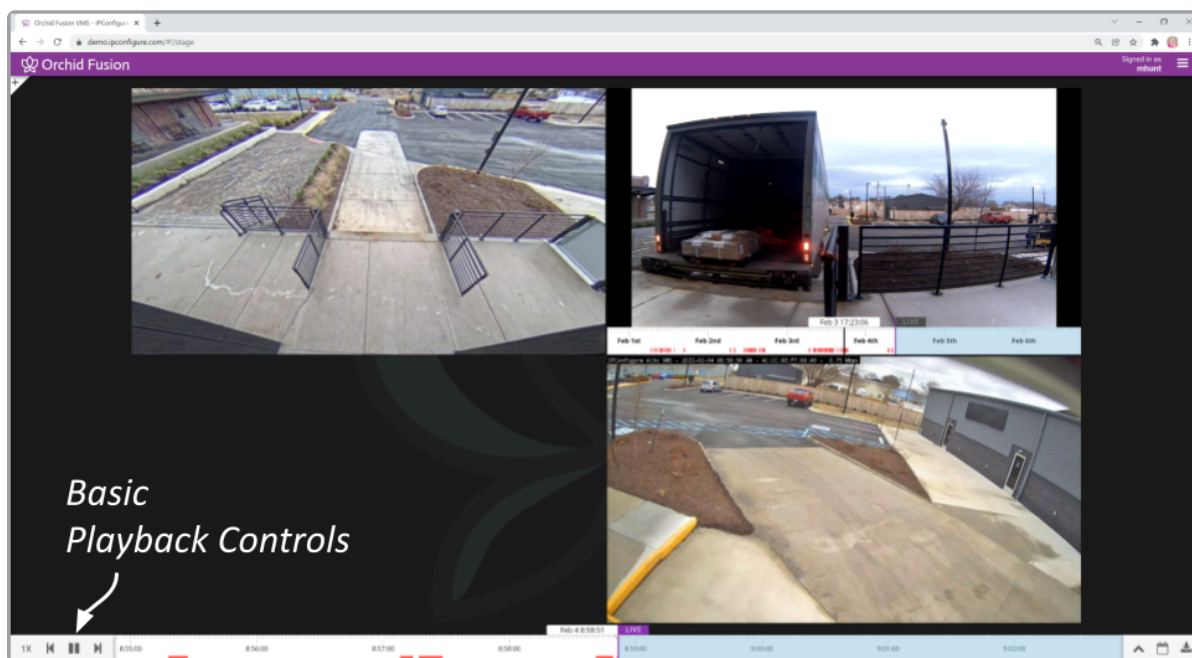 Orchid Fusion VMS - IPConfigure
demo.ipconfigure.com/#!/stage
Orchid Fusion
Signed in as
mhunt
Feb 3 17:23:06
LIVE
Feb 1st
Feb 2nd
Feb 3rd
Feb 4th
Feb 5th
Feb 6th
Basic
Playback Controls
Feb 4 8:58:51
LIVE
1X
8:55:00
8:56:00
8:57:00
8:58:00
8:59:00
9:00:00
9:01:00
9:02:00